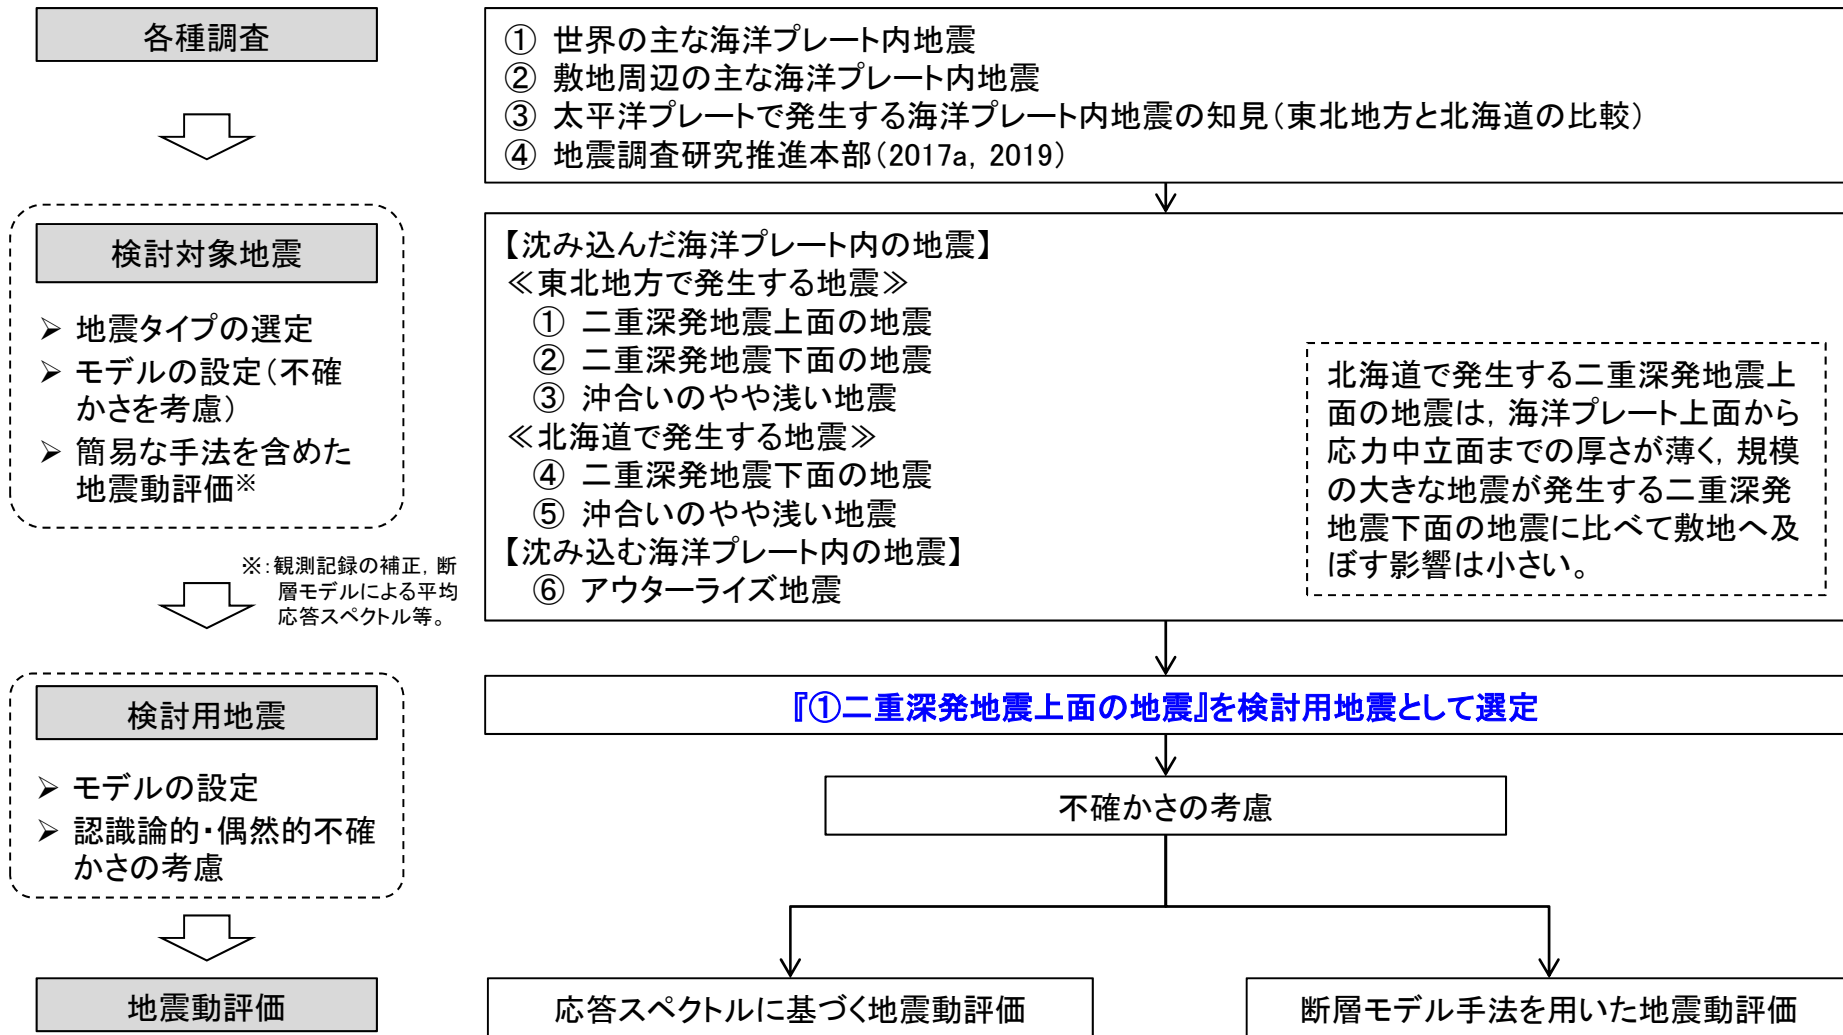 各種調査
① 世界の主な海洋プレート内地震
② 敷地周辺の主な海洋プレート内地震
③ 太平洋プレートで発生する海洋プレート内地震の知見（東北地方と北海道の比較）
④ 地震調査研究推進本部（2017a, 2019）
検討対象地震
➢ 地震タイプの選定
➢ モデルの設定（不確
かさを考慮）
➢ 簡易な手法を含めた
地震動評価※
※：観測記録の補正, 断
層モデルによる平均
応答スペクトル等。
【沈み込んだ海洋プレート内の地震】
≪東北地方で発生する地震≫
① 二重深発地震上面の地震
② 二重深発地震下面の地震
③ 沖合いのやや浅い地震
≪北海道で発生する地震≫
④ 二重深発地震下面の地震
⑤ 沖合いのやや浅い地震
【沈み込む海洋プレート内の地震】
⑥ アウターライズ地震
北海道で発生する二重深発地震上
面の地震は, 海洋プレート上面から
応力中立面までの厚さが薄く, 規模
の大きな地震が発生する二重深発
地震下面の地震に比べて敷地へ及
ぼす影響は小さい。
検討用地震
➢ モデルの設定
➢ 認識論的・偶然的不確
かさの考慮
『①二重深発地震上面の地震』を検討用地震として選定
不確かさの考慮
地震動評価
応答スペクトルに基づく地震動評価
断層モデル手法を用いた地震動評価